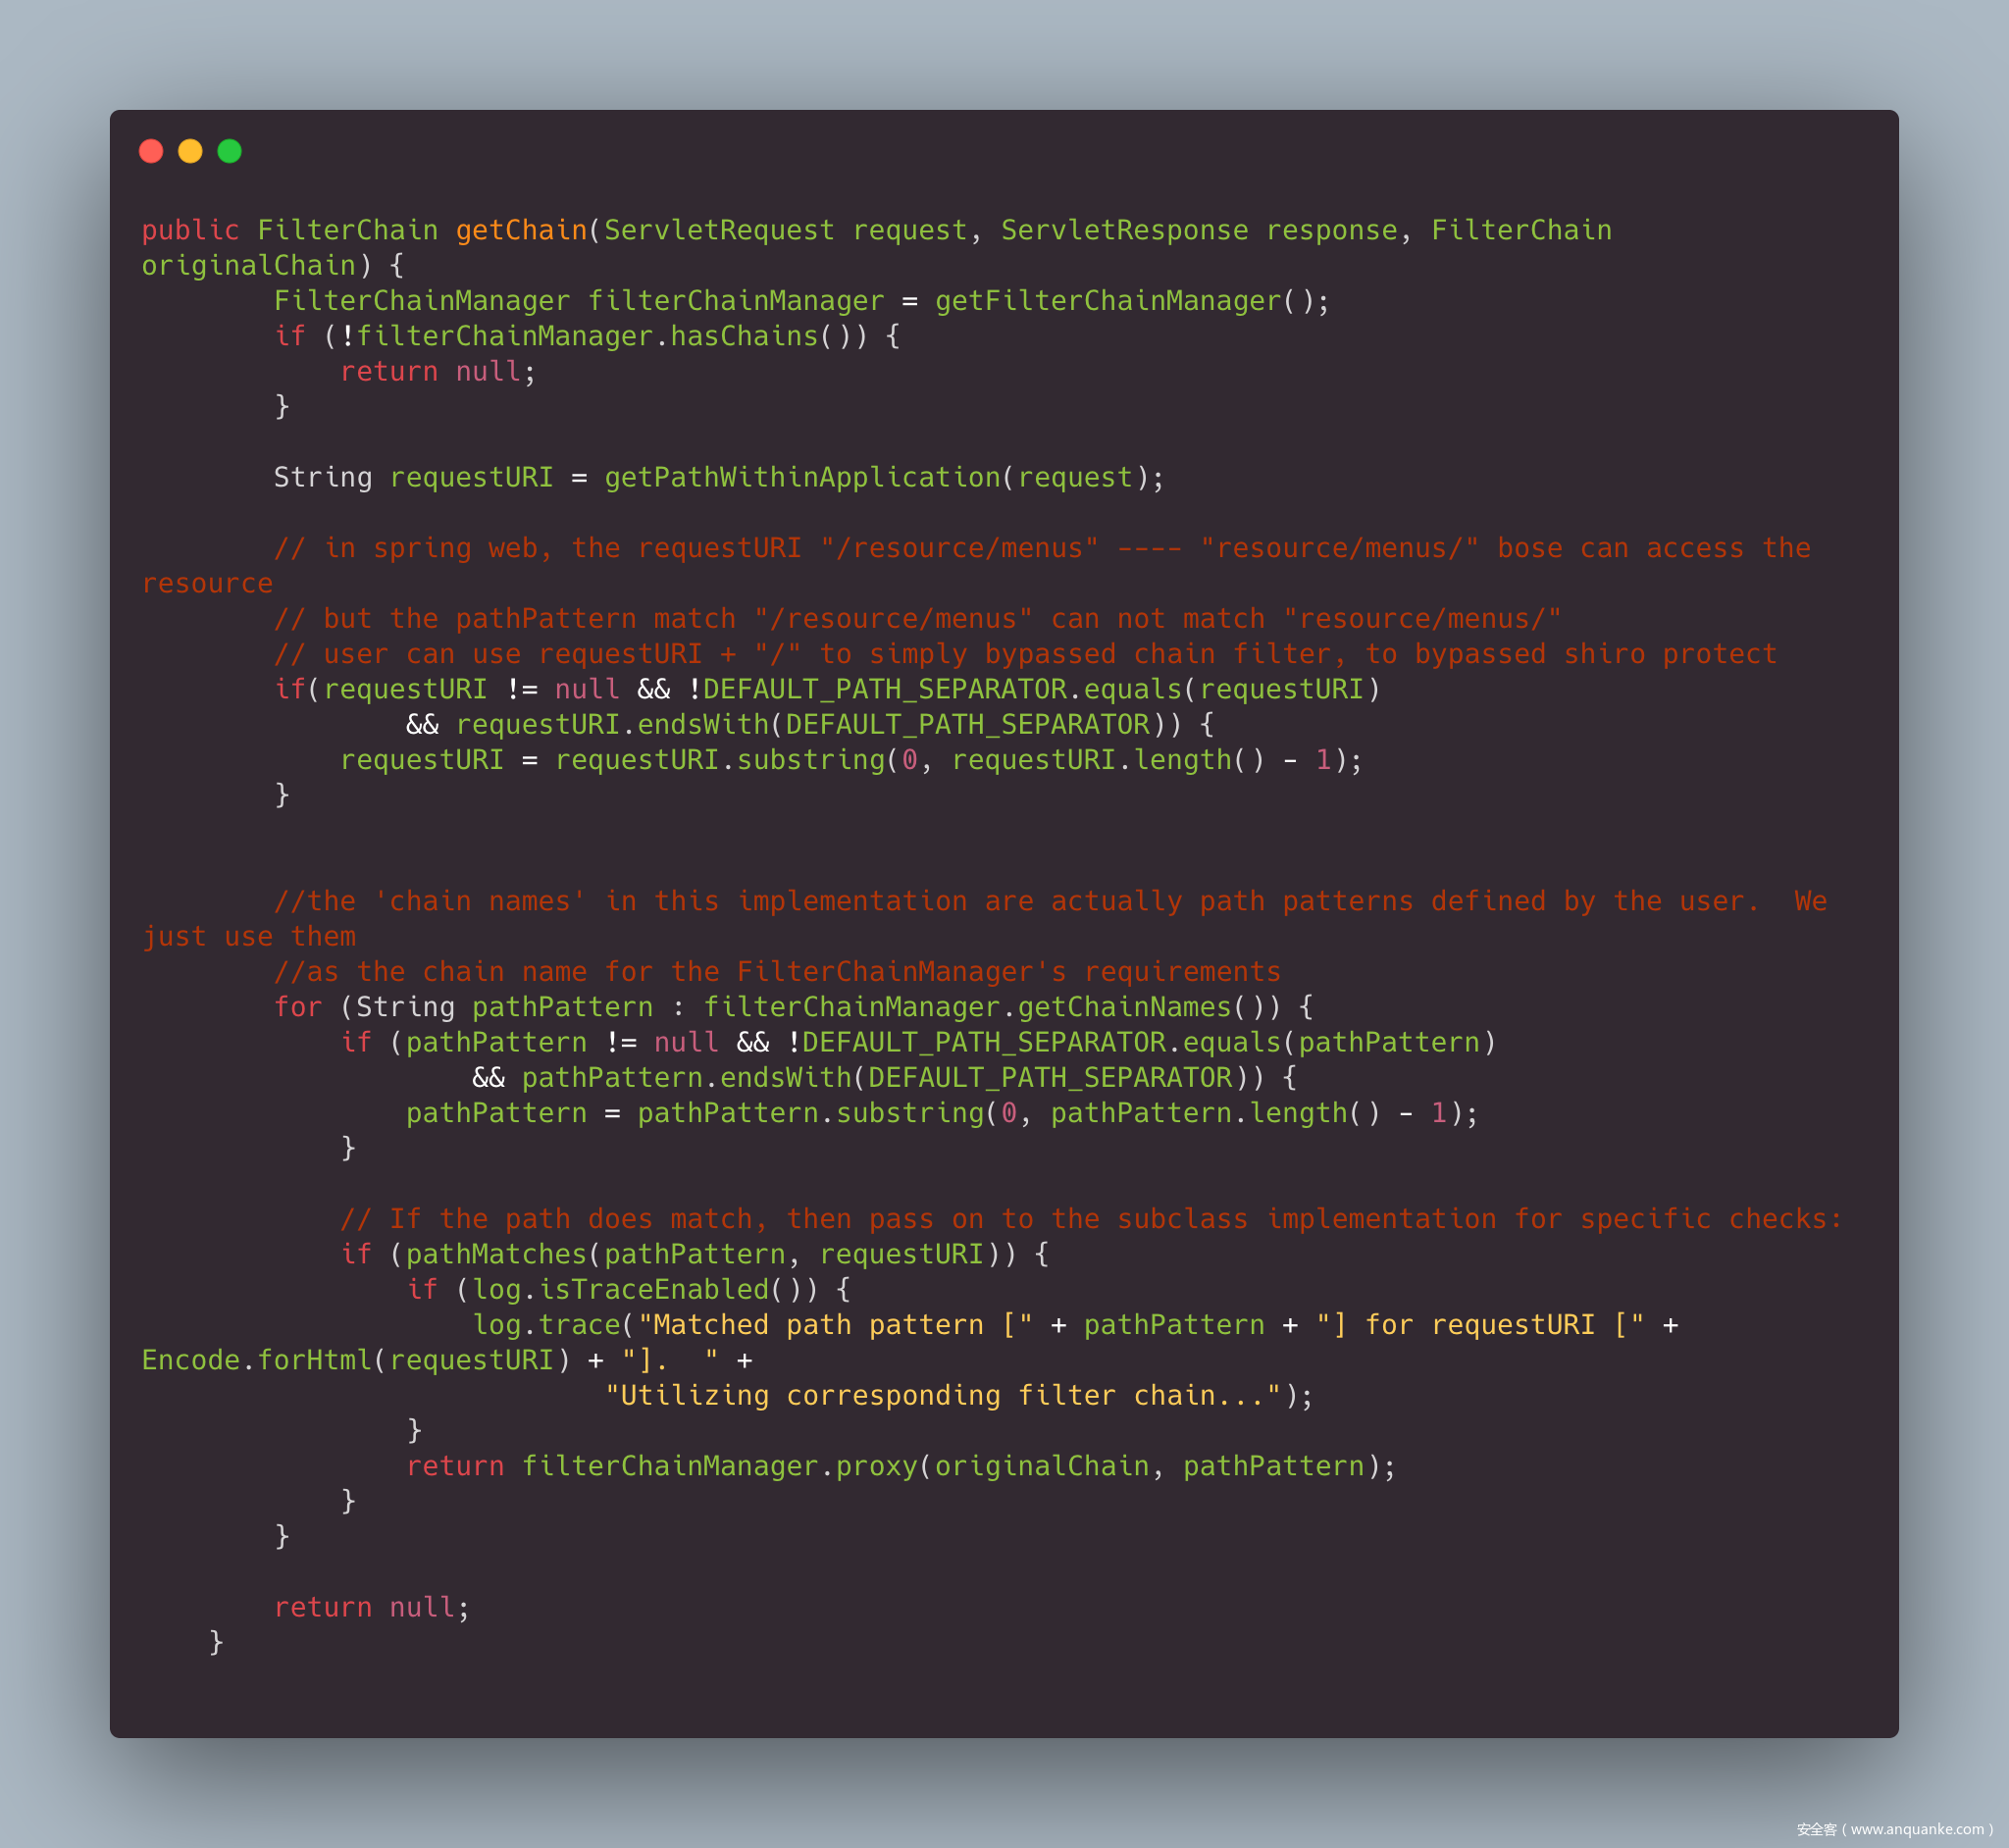 public FilterChain getChain(ServletRequest request, ServletResponse response, FilterChain
originalChain) {
        FilterChainManager filterChainManager = getFilterChainManager();
        if (!filterChainManager.hasChains()) {
            return null;
        }

        String requestURI = getPathWithinApplication(request);

        // in spring web, the requestURI "/resource/menus" ---- "resource/menus/" bose can access the
resource
        // but the pathPattern match "/resource/menus" can not match "resource/menus/"
        // user can use requestURI + "/" to simply bypassed chain filter, to bypassed shiro protect
        if(requestURI != null && !DEFAULT_PATH_SEPARATOR.equals(requestURI)
                && requestURI.endsWith(DEFAULT_PATH_SEPARATOR)) {
            requestURI = requestURI.substring(0, requestURI.length() - 1);
        }


        //the 'chain names' in this implementation are actually path patterns defined by the user.  We
just use them
        //as the chain name for the FilterChainManager's requirements
        for (String pathPattern : filterChainManager.getChainNames()) {
            if (pathPattern != null && !DEFAULT_PATH_SEPARATOR.equals(pathPattern)
                    && pathPattern.endsWith(DEFAULT_PATH_SEPARATOR)) {
                pathPattern = pathPattern.substring(0, pathPattern.length() - 1);
            }

            // If the path does match, then pass on to the subclass implementation for specific checks:
            if (pathMatches(pathPattern, requestURI)) {
                if (log.isTraceEnabled()) {
                    log.trace("Matched path pattern [" + pathPattern + "] for requestURI [" +
Encode.forHtml(requestURI) + "].  " +
                            "Utilizing corresponding filter chain...");
                }
                return filterChainManager.proxy(originalChain, pathPattern);
            }
        }

        return null;
    }
安全客 ( www.anquanke.com )